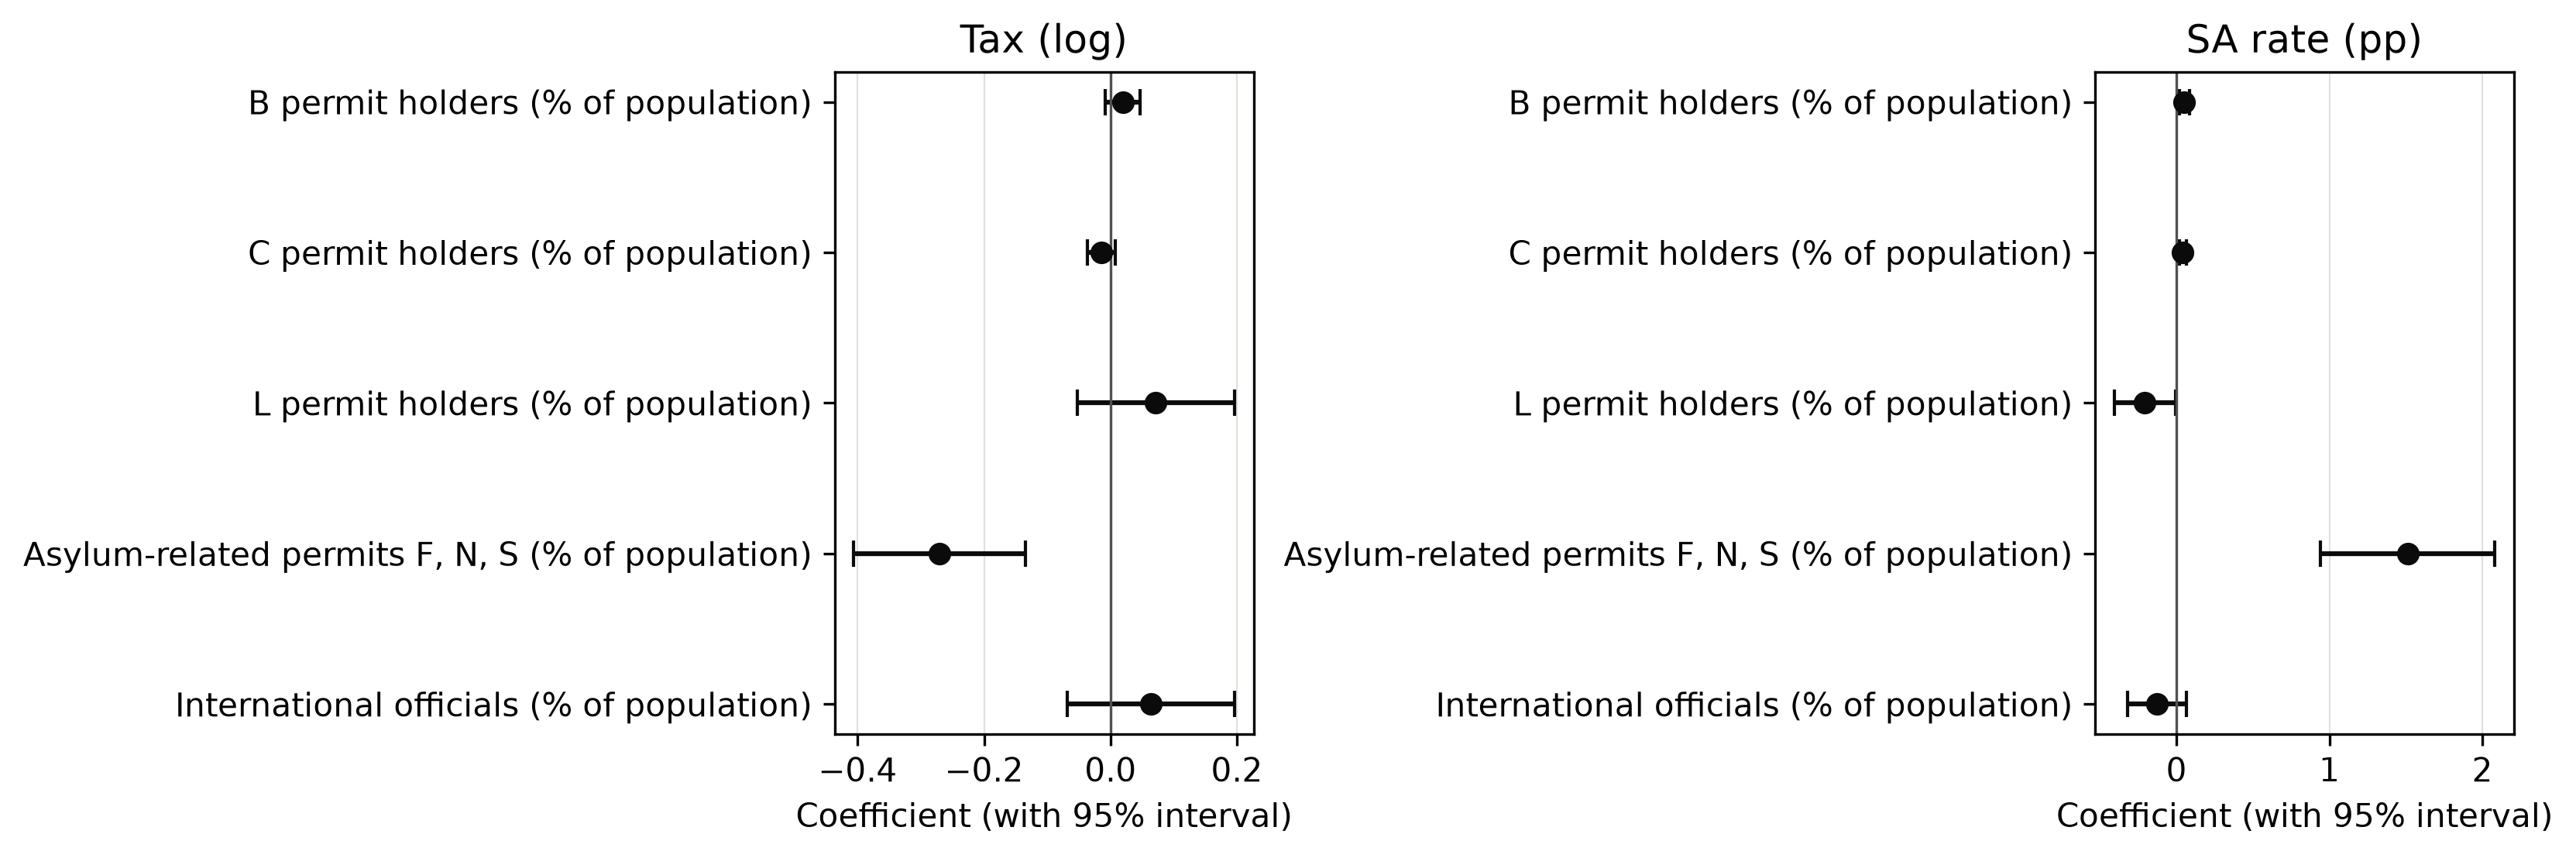 Tax (log)
B permit holders (% of population)
C permit holders (% of population)
L permit holders (% of population)
Asylum-related permits F, N, S (% of population)
International officials (% of population)
−0.4 −0.2 0.0 0.2
Coefficient (with 95% interval)
SA rate (pp)
B permit holders (% of population)
C permit holders (% of population)
L permit holders (% of population)
Asylum-related permits F, N, S (% of population)
International officials (% of population)
0 1 2
Coefficient (with 95% interval)